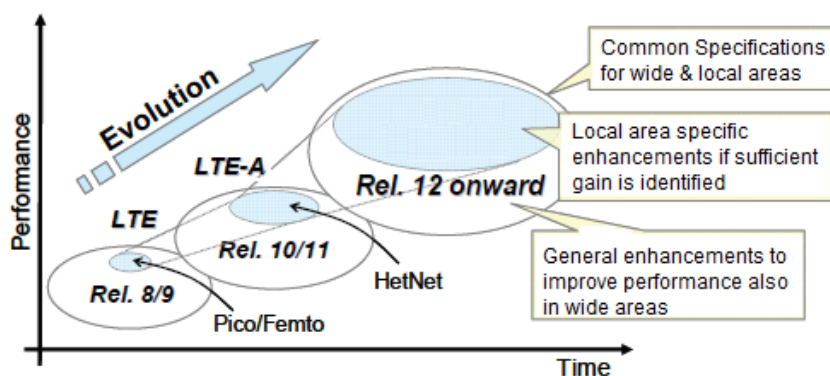 Performance
Evolution
LTE
LTE-A
Rel. 8/9
Rel. 10/11
Rel. 12 onward
Pico/Femto
HetNet
Common Specifications
for wide & local areas
Local area specific
enhancements if sufficient
gain is identified
General enhancements to
improve performance also
in wide areas
Time